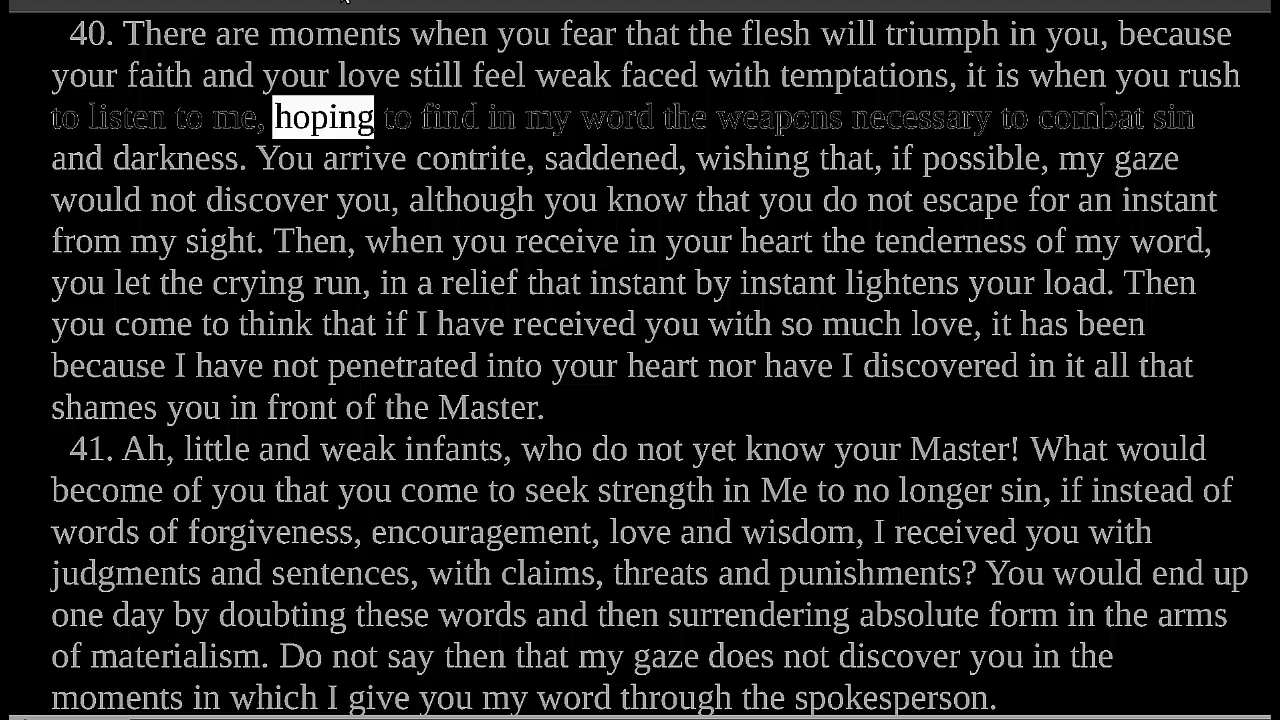 40. There are moments when you fear that the flesh will triumph in you, because
your faith and your love still feel weak faced with temptations, it is when you rush
to listen to me, hoping to find in my word the weapons necessary to combat sin
and darkness. You arrive contrite, saddened, wishing that, if possible, my gaze
would not discover you, although you know that you do not escape for an instant
from my sight. Then, when you receive in your heart the tenderness of my word,
you let the crying run, in a relief that instant by instant lightens your load. Then
you come to think that if I have received you with so much love, it has been
because I have not penetrated into your heart nor have I discovered in it all that
shames you in front of the Master.
41. Ah, little and weak infants, who do not yet know your Master! What would
become of you that you come to seek strength in Me to no longer sin, if instead of
words of forgiveness, encouragement, love and wisdom, I received you with
judgments and sentences, with claims, threats and punishments? You would end up
one day by doubting these words and then surrendering absolute form in the arms
of materialism. Do not say then that my gaze does not discover you in the
moments in which I give you my word through the spokesperson.